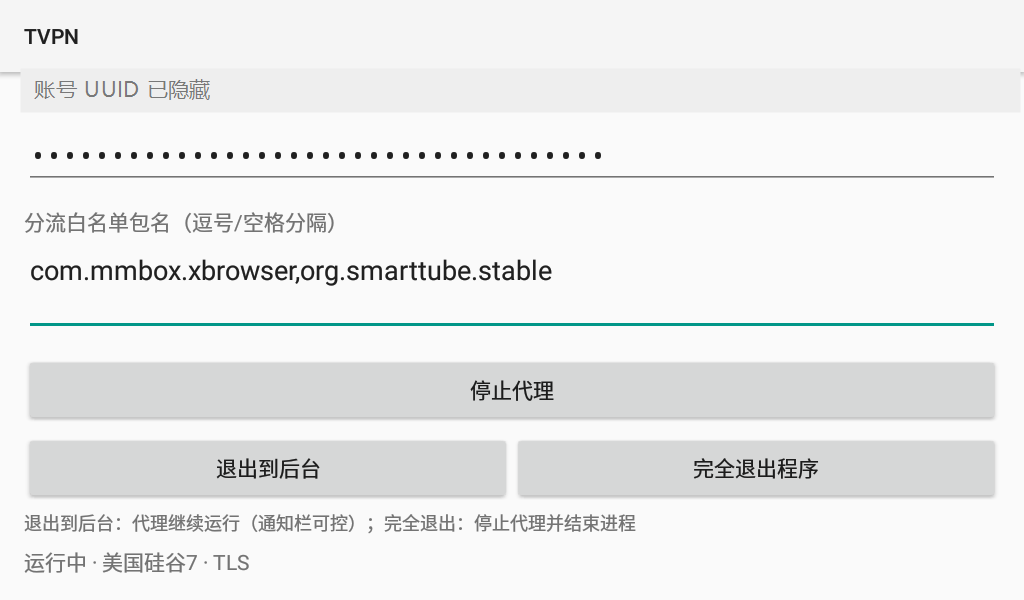 TVPN
账号 UUID 已隐藏
••••••••••••••••••••••••••••••••••••
分流白名单包名（逗号/空格分隔）
com.mmbox.xbrowser,org.smarttube.stable
停止代理
退出到后台
完全退出程序
退出到后台：代理继续运行（通知栏可控）；完全退出：停止代理并结束进程
运行中 · 美国硅谷7 · TLS